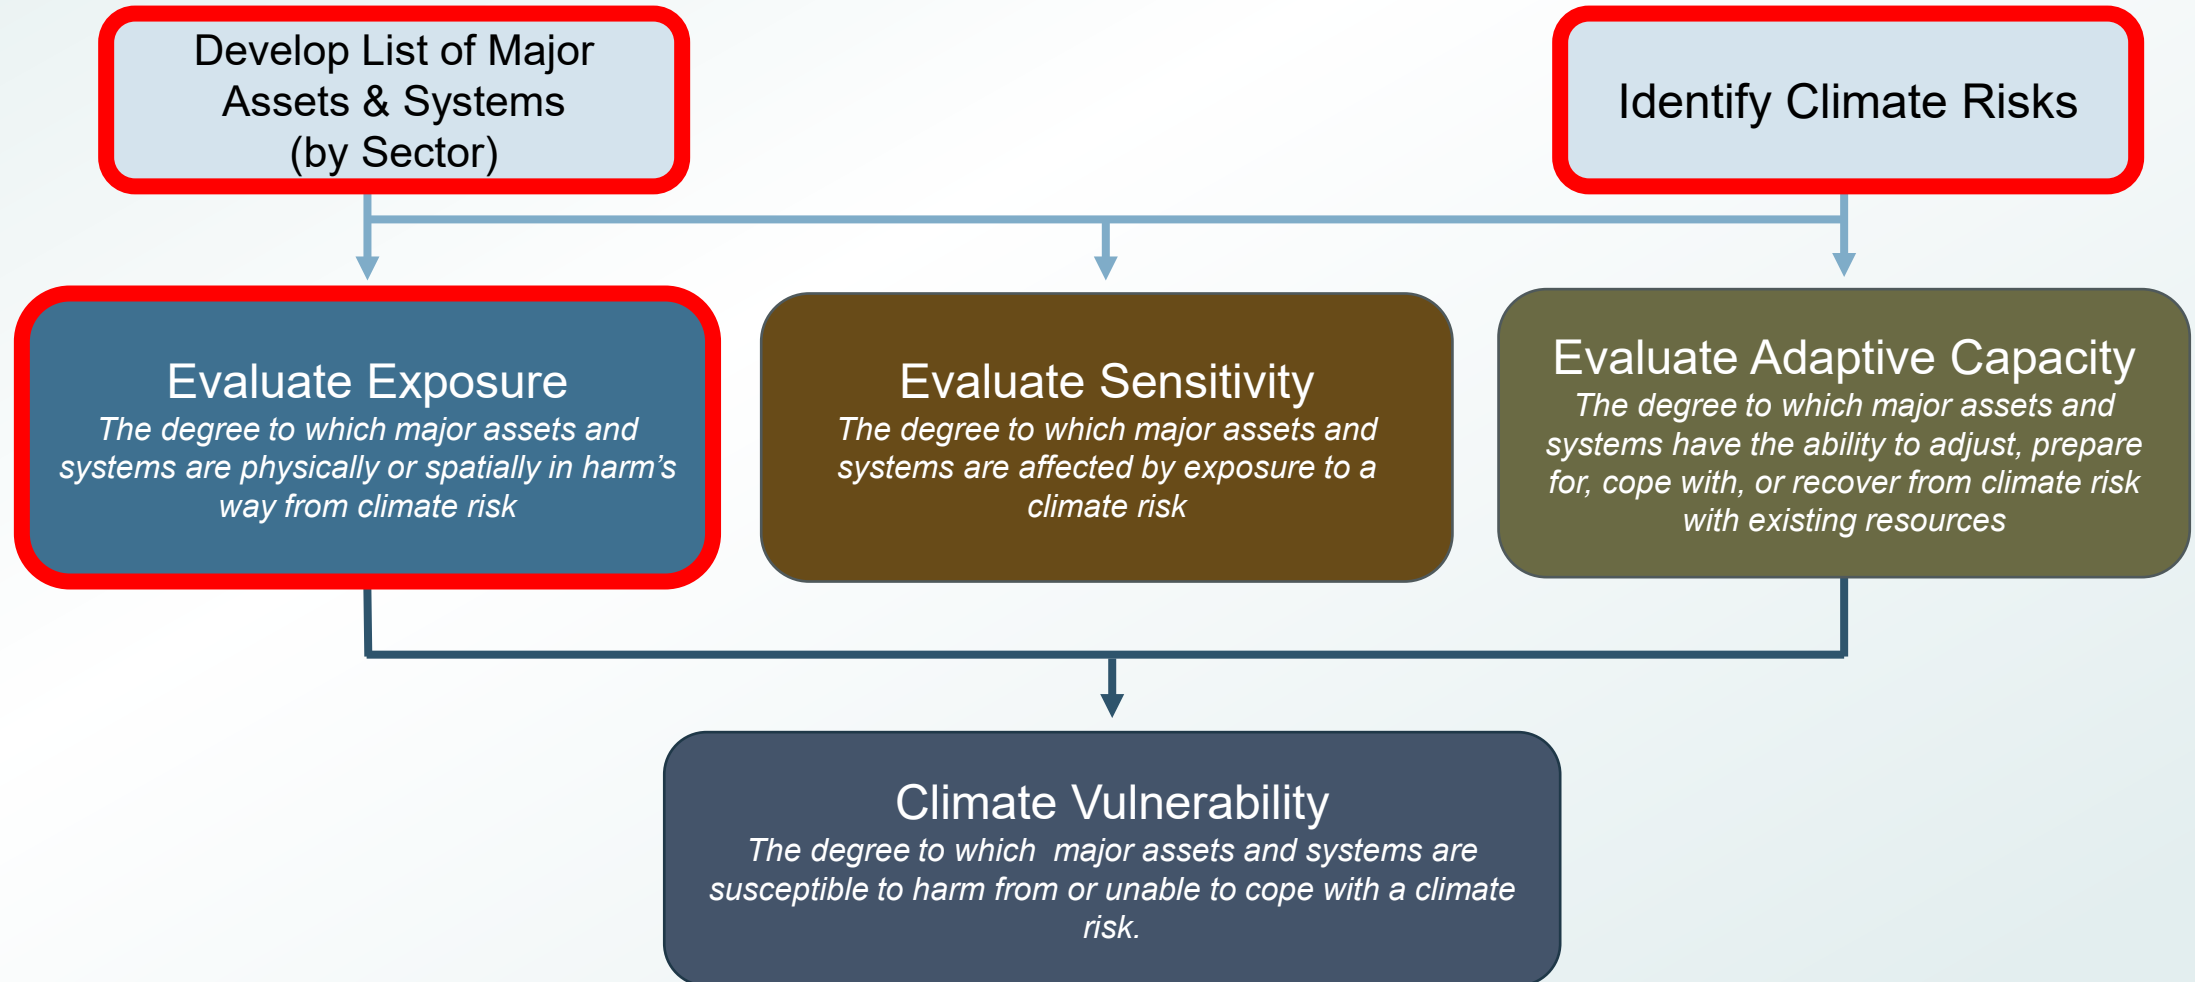 Develop List of Major
Assets & Systems
(by Sector)
Identify Climate Risks
Evaluate Exposure
The degree to which major assets and
systems are physically or spatially in harm's
way from climate risk
Evaluate Sensitivity
The degree to which major assets and
systems are affected by exposure to a
climate risk
Evaluate Adaptive Capacity
The degree to which major assets and
systems have the ability to adjust, prepare
for, cope with, or recover from climate risk
with existing resources
Climate Vulnerability
The degree to which  major assets and systems are
susceptible to harm from or unable to cope with a climate
risk.